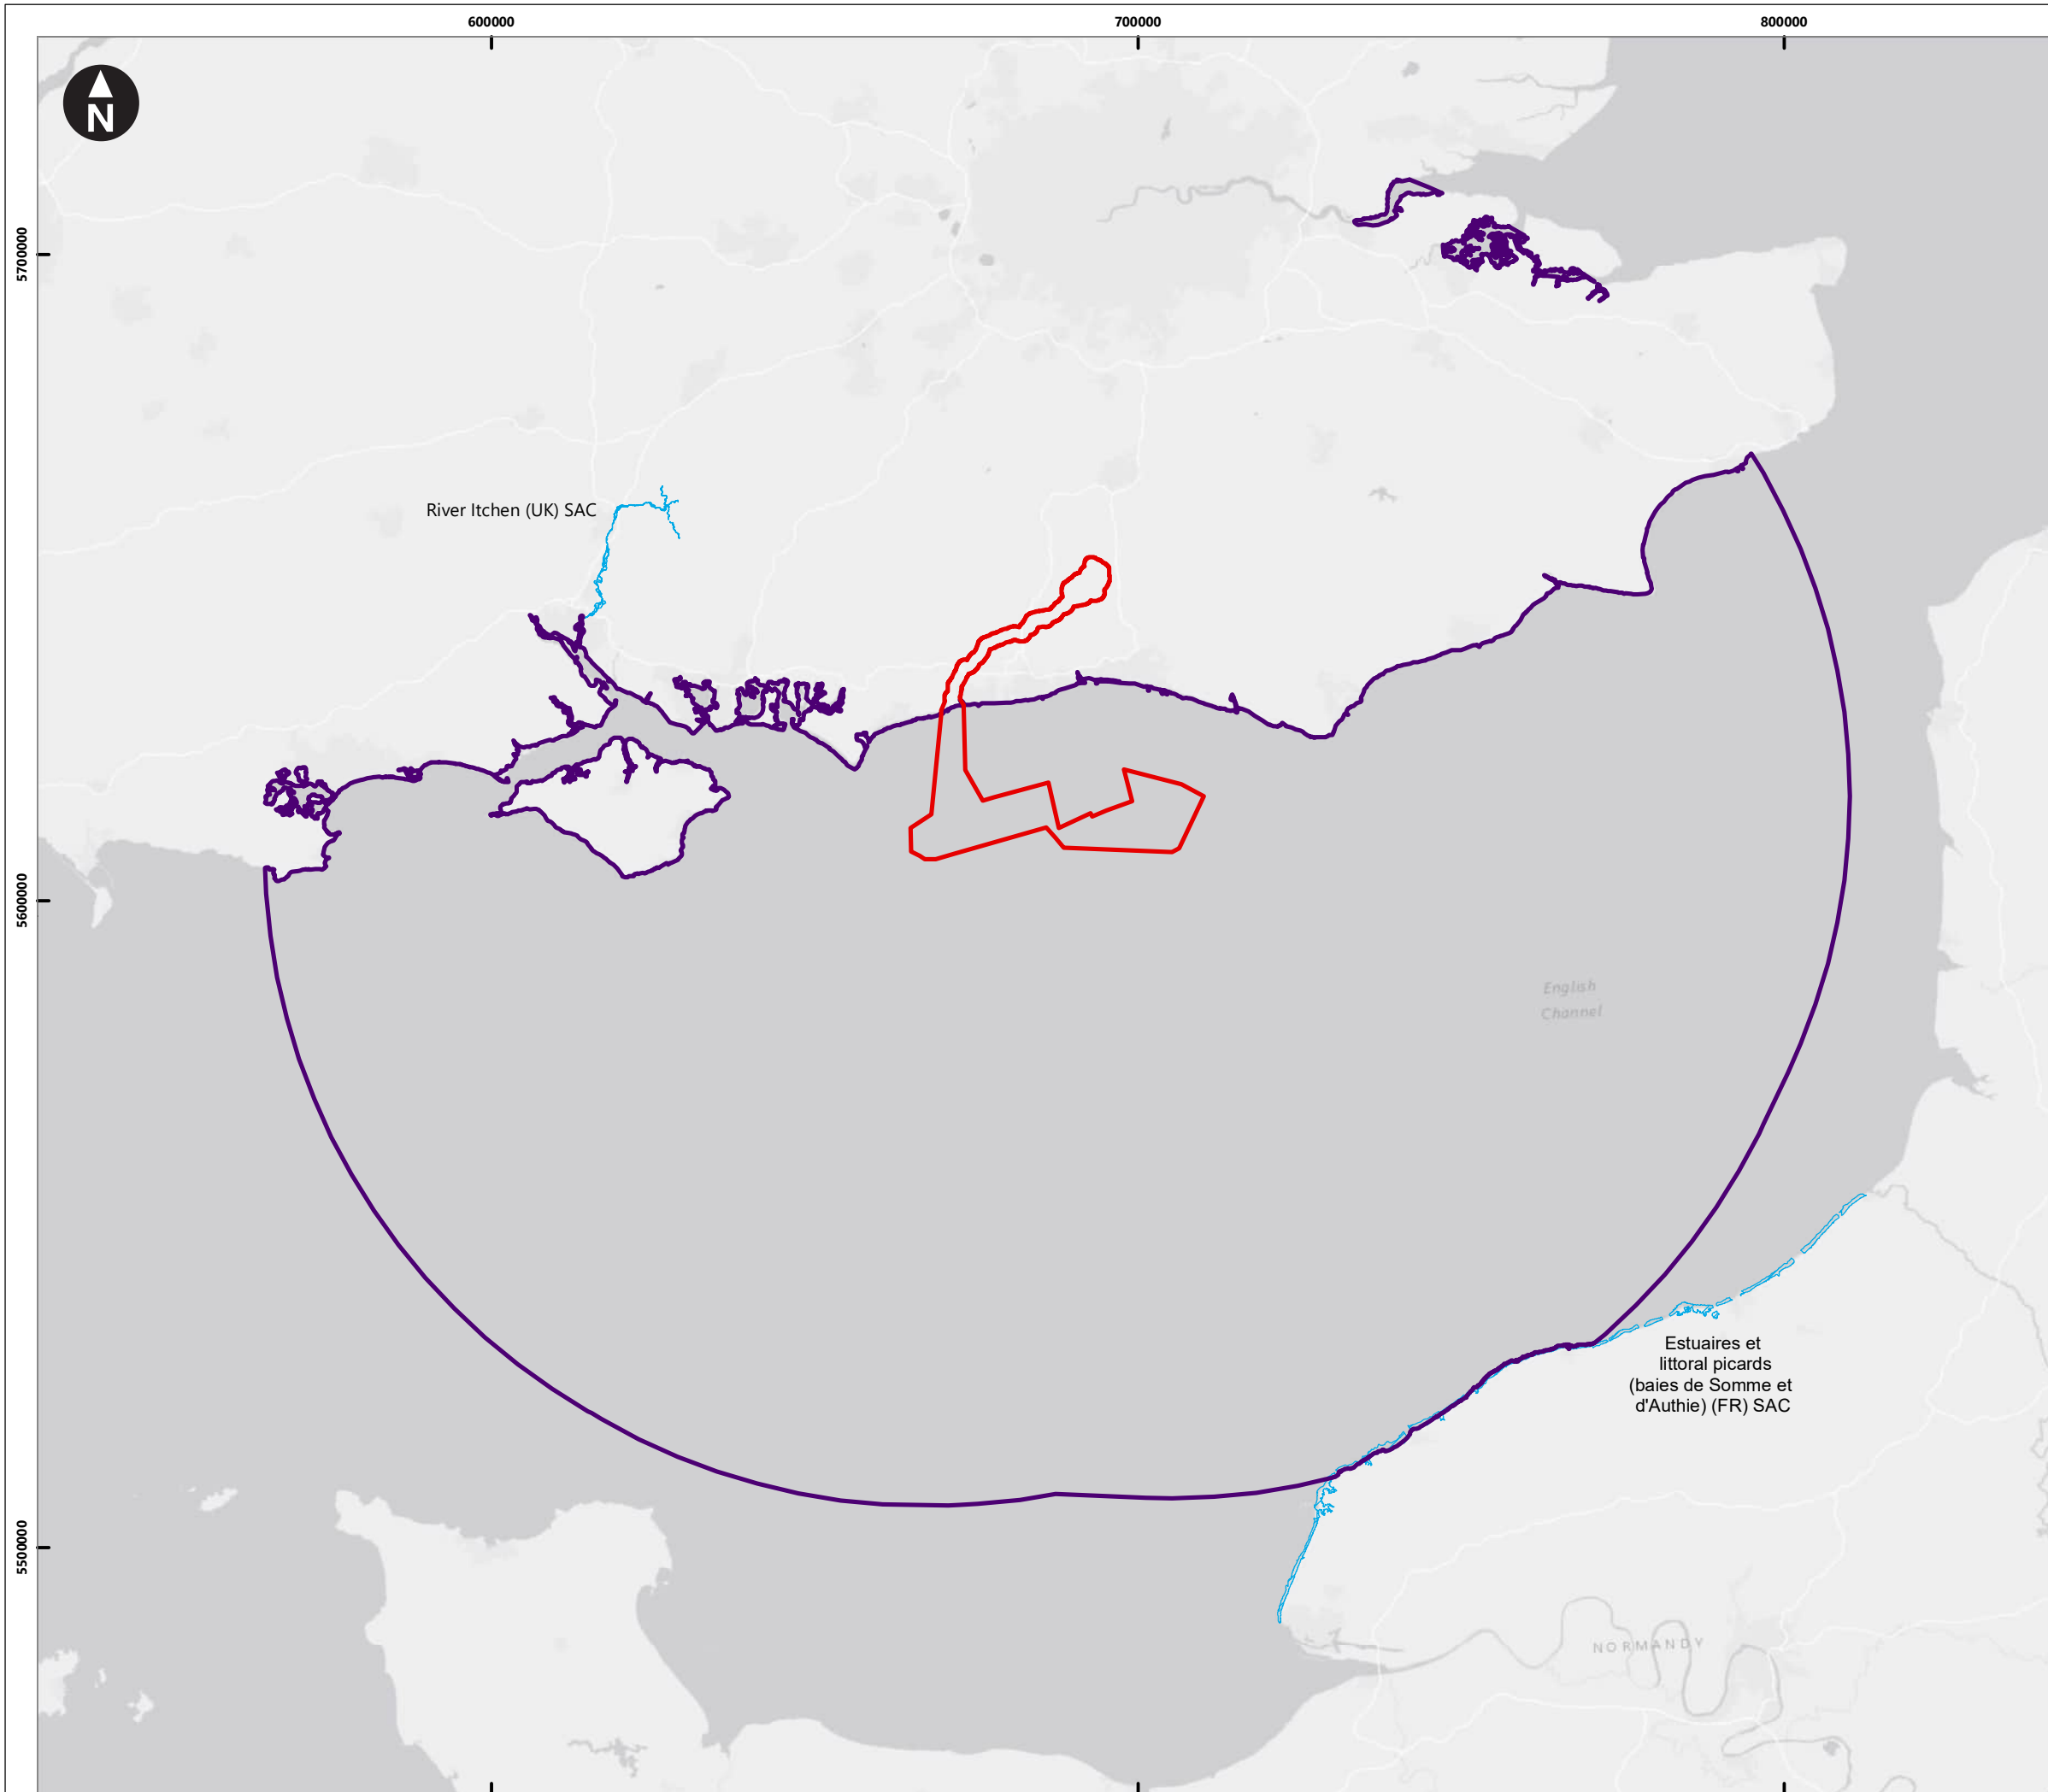 600000
700000
800000
N
5700000
River Itchen (UK) SAC
5600000
English
Channel
Estuaires et
littoral picards
(baies de Somme et
d'Authie) (FR) SAC
5500000
NORMANDY